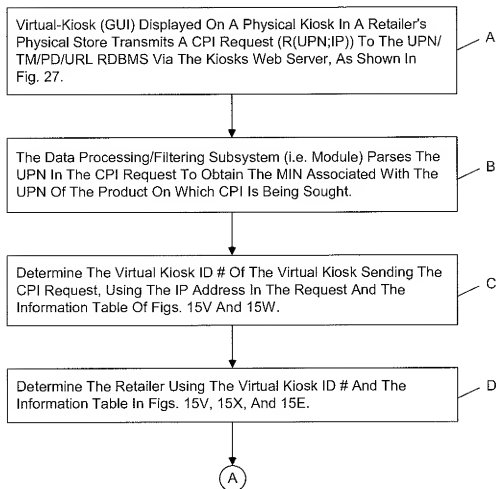 Virtual-Kiosk (GUI) Displayed On A Physical Kiosk In A Retailer's
Physical Store Transmits A CPI Request (R(UPN;IP)) To The UPN/
TM/PD/URL RDBMS Via The Kiosks Web Server, As Shown In
Fig. 27.
A
The Data Processing/Filtering Subsystem (i.e. Module) Parses The
UPN In The CPI Request To Obtain The MIN Associated With The
UPN Of The Product On Which CPI Is Being Sought.
B
Determine The Virtual Kiosk ID # Of The Virtual Kiosk Sending The
CPI Request, Using The IP Address In The Request And The
Information Table Of Figs. 15V And 15W.
C
Determine The Retailer Using The Virtual Kiosk ID # And The
Information Table In Figs. 15V, 15X, And 15E.
D
A